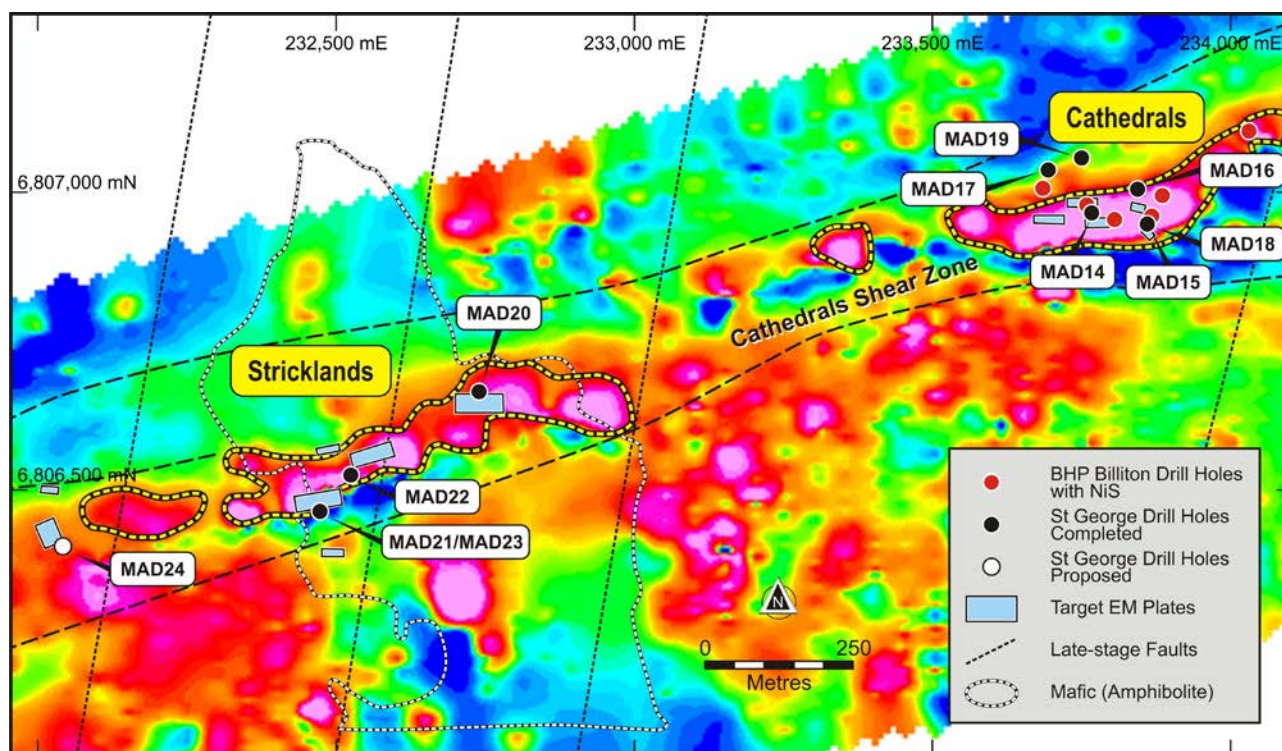 232,500 mE
233,000 mE
233,500 mE
234,000 mE
Cathedrals
MAD19
6,807,000 mN
MAD17
MAD16
MAD18
MAD14
MAD15
Cathedrals Shear Zone
MAD20
Stricklands
6,806,500 mN
MAD22
MAD21/MAD23
MAD24
N
0
250
Metres
BHP Billiton Drill Holes
with NiS
St George Drill Holes
Completed
St George Drill Holes
Proposed
Target EM Plates
Late-stage Faults
Mafic (Amphibolite)